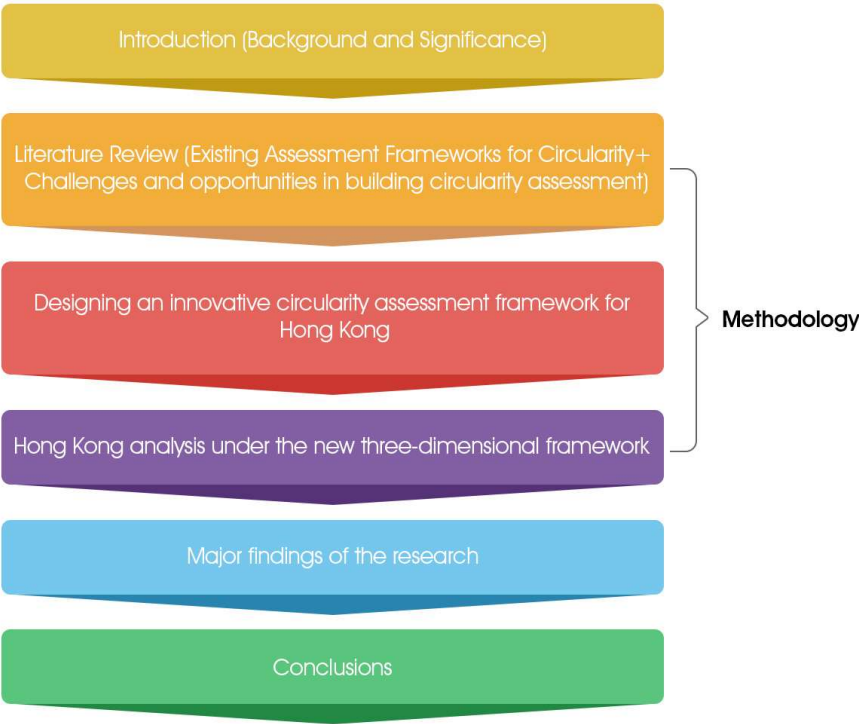 Introduction (Background and Significance)
Literature Review (Existing Assessment Frameworks for Circularity+
Challenges and opportunities in building circularity assessment)
Designing an innovative circularity assessment framework for
Hong Kong
Methodology
Hong Kong analysis under the new three-dimensional framework
Major findings of the research
Conclusions